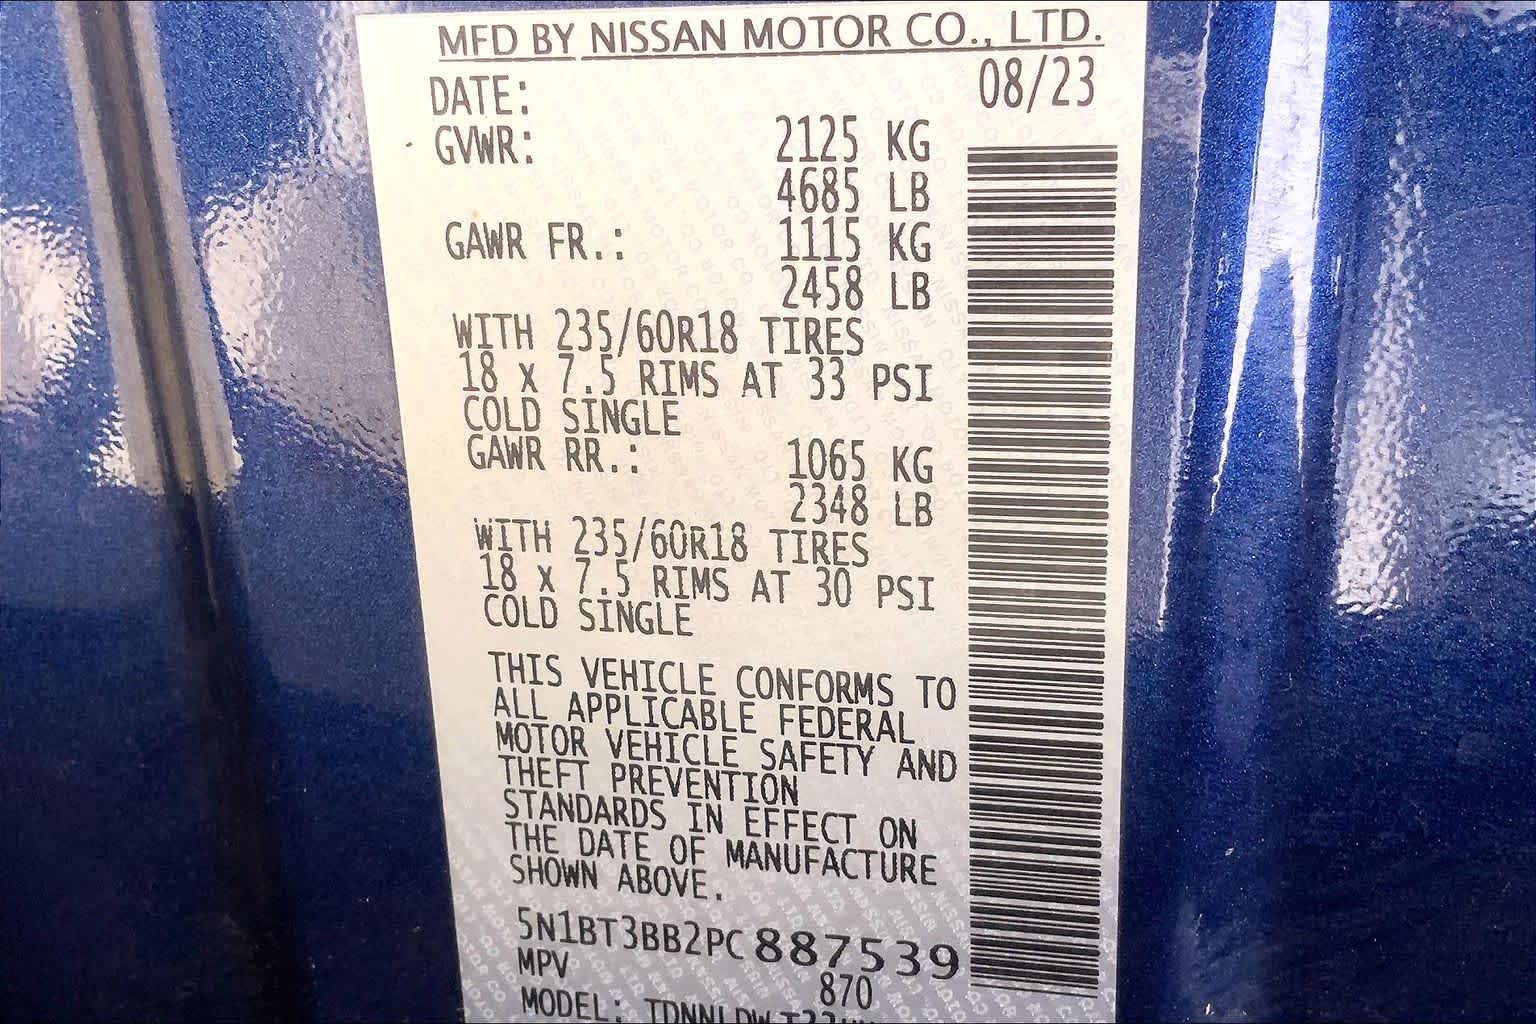 MFD BY NISSAN MOTOR CO., LTD.
DATE: 08/23
GVWR: 2125 KG
4685 LB
GAWR FR.: 1115 KG
2458 LB
WITH 235/60R18 TIRES
18 x 7.5 RIMS AT 33 PSI
COLD SINGLE
GAWR RR.: 1065 KG
2348 LB
WITH 235/60R18 TIRES
18 x 7.5 RIMS AT 30 PSI
COLD SINGLE
THIS VEHICLE CONFORMS TO
ALL APPLICABLE FEDERAL
MOTOR VEHICLE SAFETY AND
THEFT PREVENTION
STANDARDS IN EFFECT ON
THE DATE OF MANUFACTURE
SHOWN ABOVE.
5N1BT3BB2PC887539
MPV 870
MODEL: